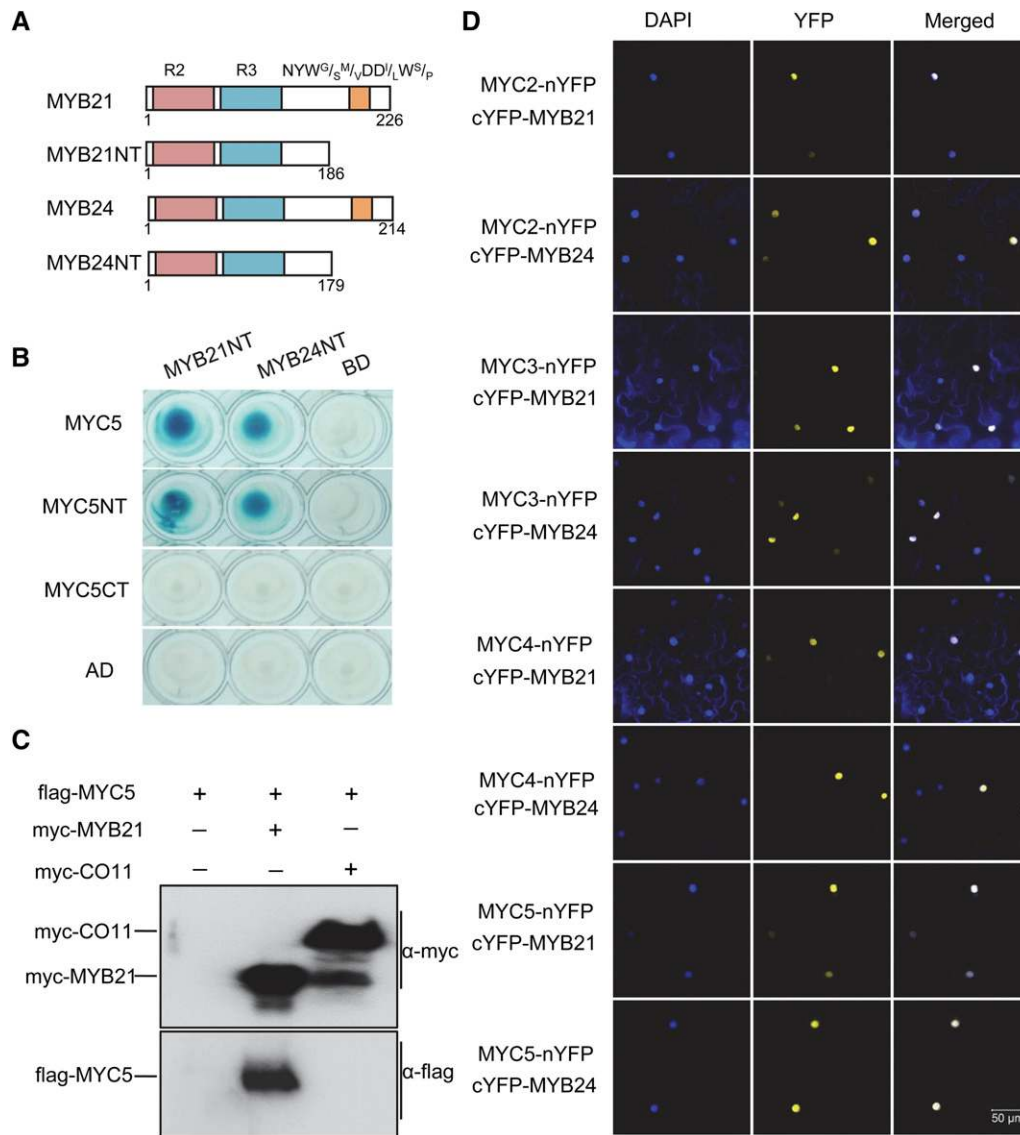 A
R2 R3 NYWG/SM/VDDI/LWS/P
MYB21
1 226
MYB21NT
1 186
MYB24
1 214
MYB24NT
1 179
B
MYB21NT MYB24NT BD
MYC5
MYC5NT
MYC5CT
AD
C
flag-MYC5 + + +
myc-MYB21 – + –
myc-CO11 – – +
myc-CO11
myc-MYB21
α-myc
flag-MYC5
α-flag
D
DAPI YFP Merged
MYC2-nYFP
cYFP-MYB21
MYC2-nYFP
cYFP-MYB24
MYC3-nYFP
cYFP-MYB21
MYC3-nYFP
cYFP-MYB24
MYC4-nYFP
cYFP-MYB21
MYC4-nYFP
cYFP-MYB24
MYC5-nYFP
cYFP-MYB21
MYC5-nYFP
cYFP-MYB24
50 µm